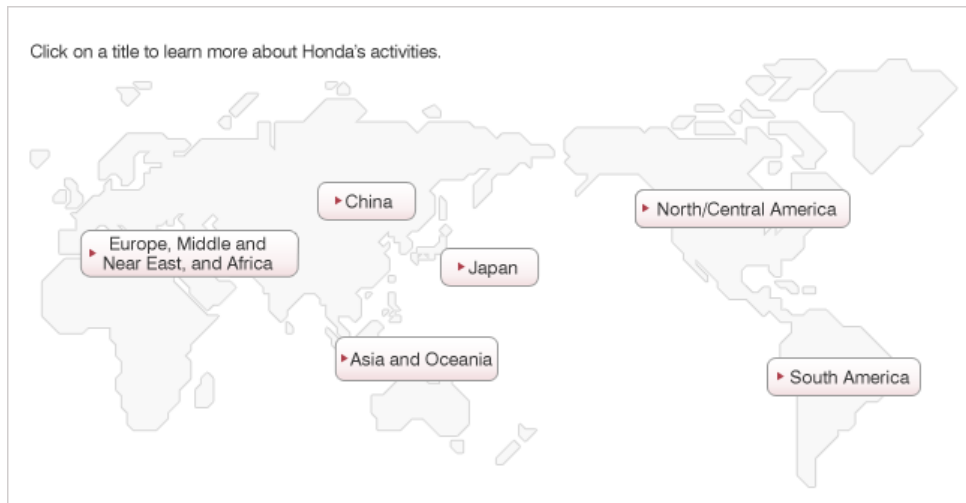 Click on a title to learn more about Honda's activities.
China
North/Central America
Europe, Middle and
Near East, and Africa
Japan
Asia and Oceania
South America